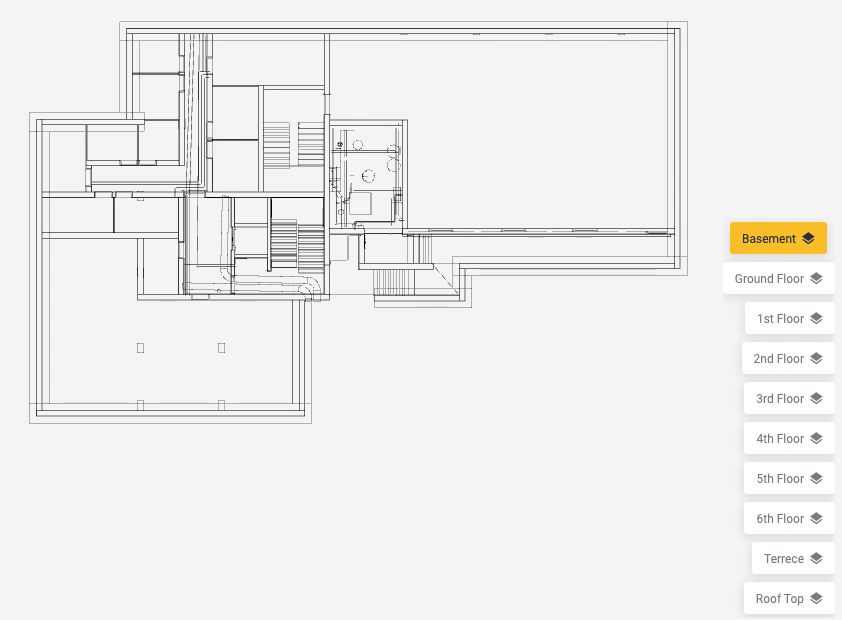 Basement
Ground Floor
1st Floor
2nd Floor
3rd Floor
4th Floor
5th Floor
6th Floor
Terrece
Roof Top